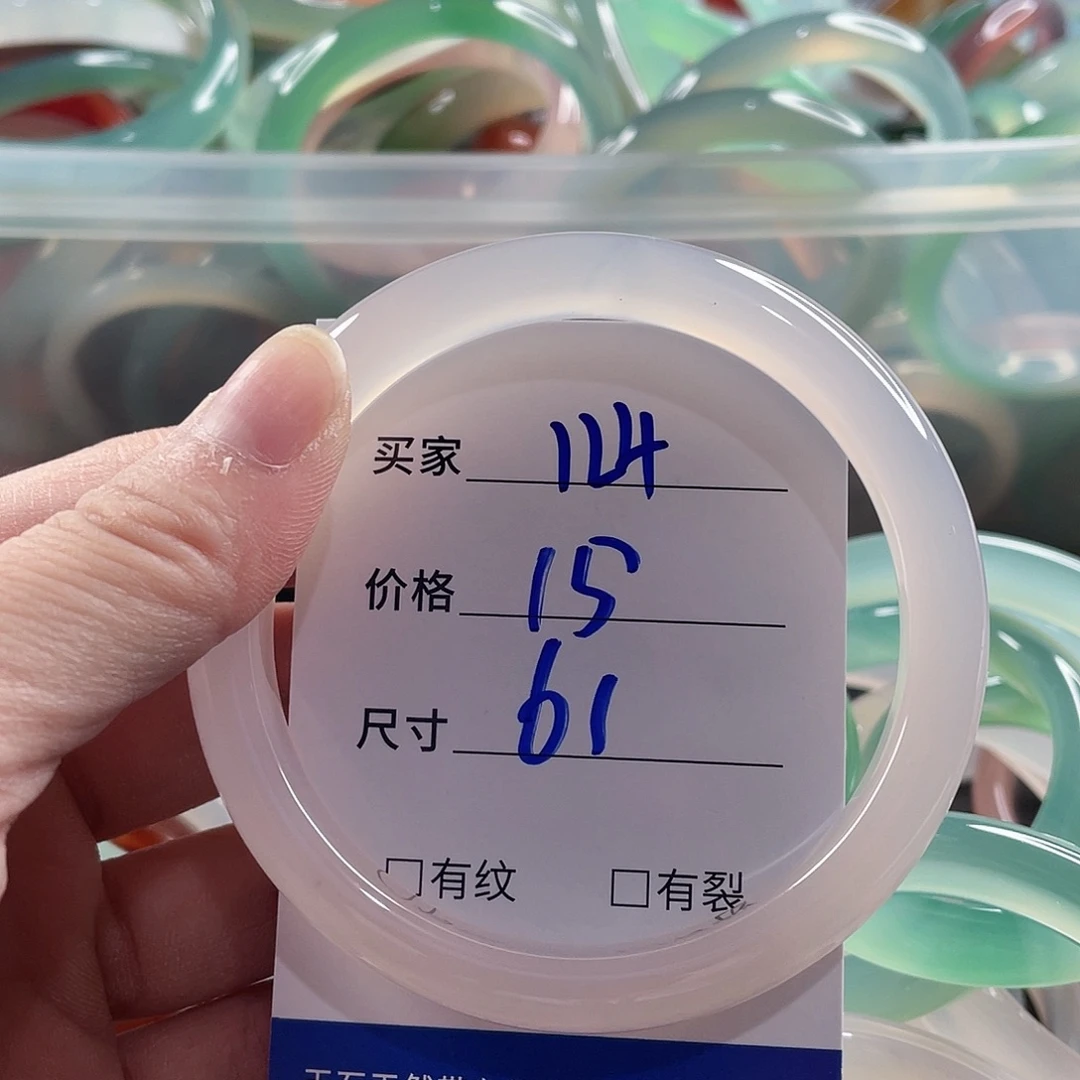 买家 114
价格 15
尺寸 61
□有纹 □有裂